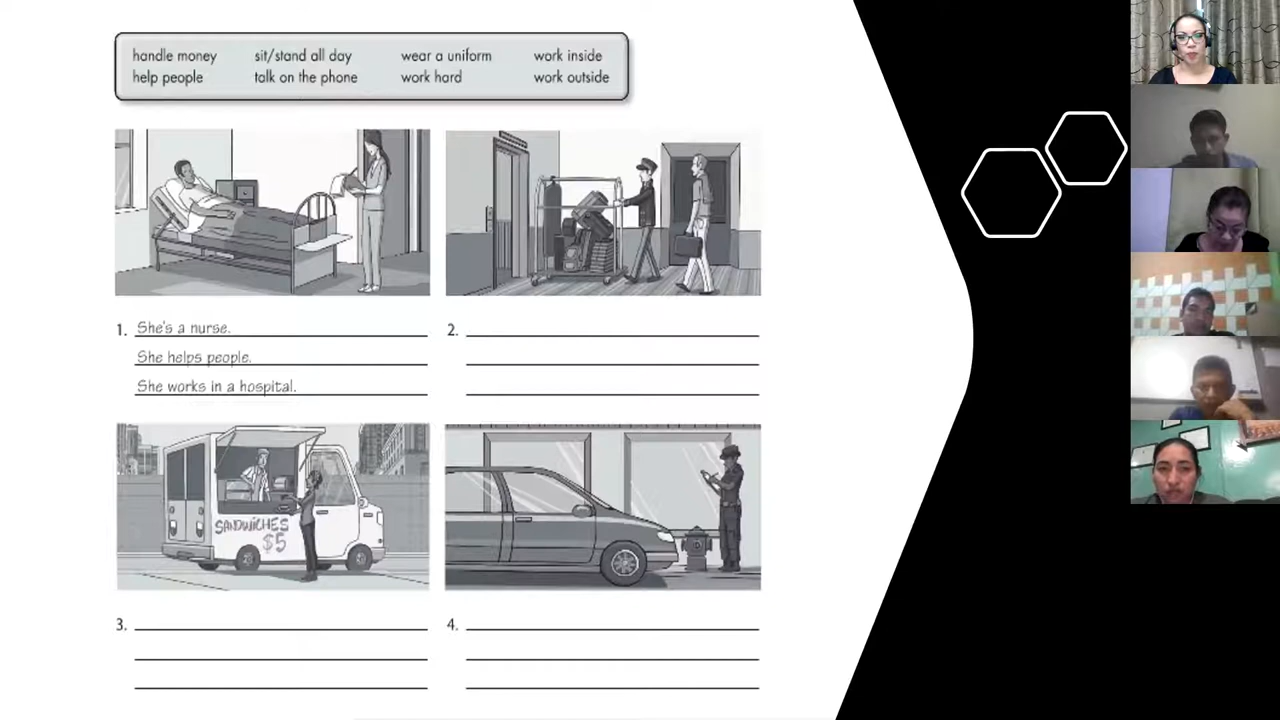 handle money sit/stand all day wear a uniform work inside
help people talk on the phone work hard work outside
1. She's a nurse.
She helps people.
She works in a hospital.
2.
SANDWICHES
$5
3.
4.